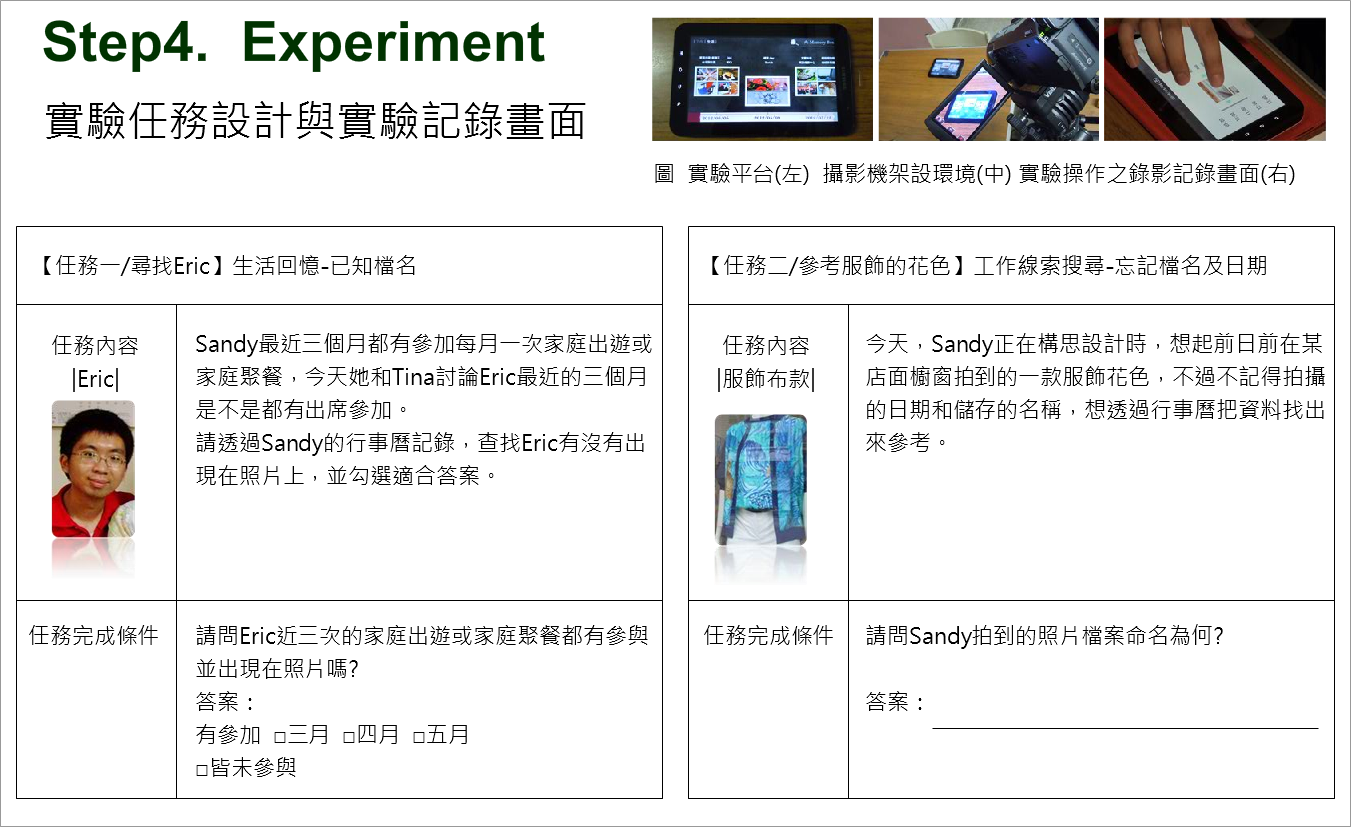 Step4. Experiment
實驗任務設計與實驗記錄畫面
圖 實驗平台(左) 攝影機架設環境(中) 實驗操作之錄影記錄畫面(右)
【任務一/尋找Eric】生活回憶-已知檔名
任務內容
|Eric|
Sandy最近三個月都有參加每月一次家庭出遊或
家庭聚餐，今天她和Tina討論Eric最近的三個月
是不是都有出席參加。
請透過Sandy的行事曆記錄，查找Eric有沒有出
現在照片上，並勾選適合答案。
任務完成條件
請問Eric近三次的家庭出遊或家庭聚餐都有參與
並出現在照片嗎?
答案：
有參加 □三月 □四月 □五月
□皆未參與
【任務二/參考服飾的花色】工作線索搜尋-忘記檔名及日期
任務內容
|服飾布款|
今天，Sandy正在構思設計時，想起前日前在某
店面櫥窗拍到的一款服飾花色，不過不記得拍攝
的日期和儲存的名稱，想透過行事曆把資料找出
來參考。
任務完成條件
請問Sandy拍到的照片檔案命名為何?
答案：